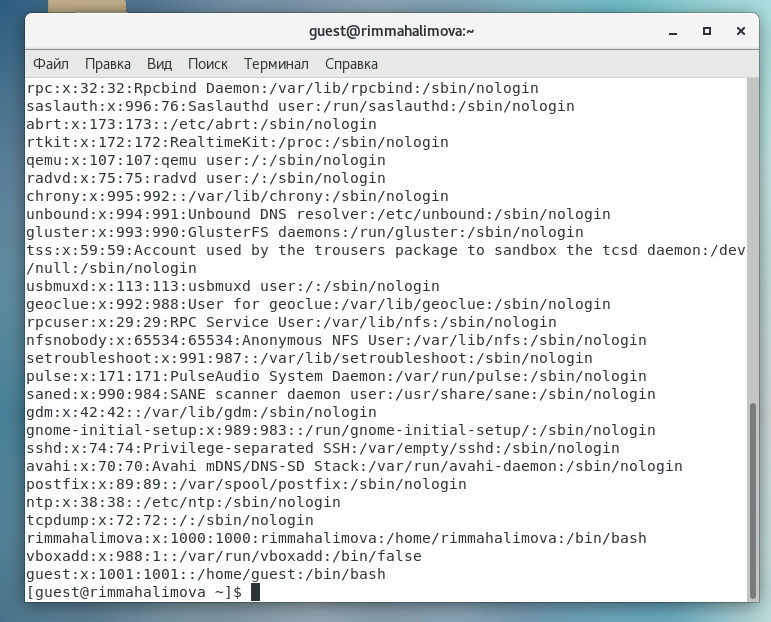 guest@rimmahalimova:~
Файл Правка Вид Поиск Терминал Справка
rpc:x:32:32:Rpcbind Daemon:/var/lib/rpcbind:/sbin/nologin
saslauth:x:996:76:Saslauthd user:/run/saslauthd:/sbin/nologin
abrt:x:173:173::/etc/abrt:/sbin/nologin
rtkit:x:172:172:RealtimeKit:/proc:/sbin/nologin
qemu:x:107:107:qemu user:/:/sbin/nologin
radvd:x:75:75:radvd user:/:/sbin/nologin
chrony:x:995:992::/var/lib/chrony:/sbin/nologin
unbound:x:994:991:Unbound DNS resolver:/etc/unbound:/sbin/nologin
gluster:x:993:990:GlusterFS daemons:/run/gluster:/sbin/nologin
tss:x:59:59:Account used by the trousers package to sandbox the tcsd daemon:/dev
/null:/sbin/nologin
usbmuxd:x:113:113:usbmuxd user:/:/sbin/nologin
geoclue:x:992:988:User for geoclue:/var/lib/geoclue:/sbin/nologin
rpcuser:x:29:29:RPC Service User:/var/lib/nfs:/sbin/nologin
nfsnobody:x:65534:65534:Anonymous NFS User:/var/lib/nfs:/sbin/nologin
setroubleshoot:x:991:987::/var/lib/setroubleshoot:/sbin/nologin
pulse:x:171:171:PulseAudio System Daemon:/var/run/pulse:/sbin/nologin
saned:x:990:984:SANE scanner daemon user:/usr/share/sane:/sbin/nologin
gdm:x:42:42::/var/lib/gdm:/sbin/nologin
gnome-initial-setup:x:989:983::/run/gnome-initial-setup/:/sbin/nologin
sshd:x:74:74:Privilege-separated SSH:/var/empty/sshd:/sbin/nologin
avahi:x:70:70:Avahi mDNS/DNS-SD Stack:/var/run/avahi-daemon:/sbin/nologin
postfix:x:89:89::/var/spool/postfix:/sbin/nologin
ntp:x:38:38::/etc/ntp:/sbin/nologin
tcpdump:x:72:72::/:/sbin/nologin
rimmahalimova:x:1000:1000:rimmahalimova:/home/rimmahalimova:/bin/bash
vboxadd:x:988:1::/var/run/vboxadd:/bin/false
guest:x:1001:1001::/home/guest:/bin/bash
[guest@rimmahalimova ~]$